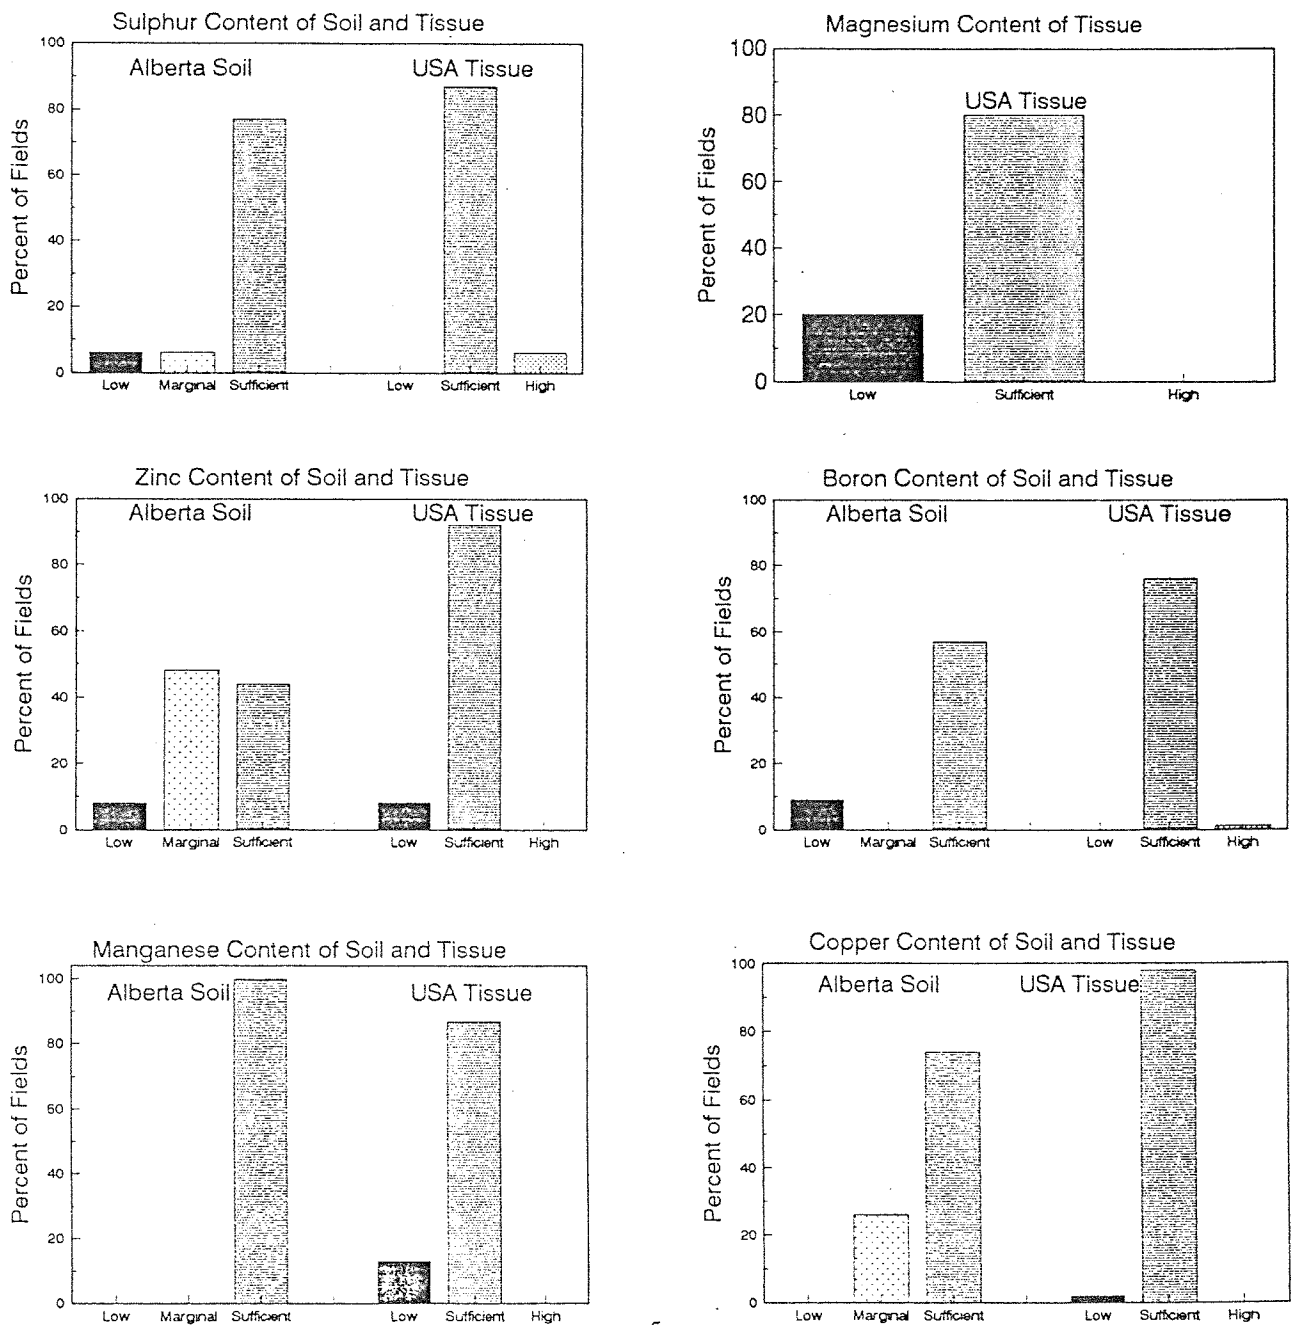 Sulphur Content of Soil and Tissue
100
80
60
40
20
0
Percent of Fields
Alberta Soil
USA Tissue
Low Marginal Sufficient Low Sufficient High
Magnesium Content of Tissue
100
80
60
40
20
0
Percent of Fields
USA Tissue
Low Sufficient High
Zinc Content of Soil and Tissue
100
80
60
40
20
0
Percent of Fields
Alberta Soil
USA Tissue
Low Marginal Sufficient Low Sufficient High
Boron Content of Soil and Tissue
100
80
60
40
20
0
Percent of Fields
Alberta Soil
USA Tissue
Low Marginal Sufficient Low Sufficient High
Manganese Content of Soil and Tissue
100
80
60
40
20
0
Percent of Fields
Alberta Soil
USA Tissue
Low Marginal Sufficient Low Sufficient High
Copper Content of Soil and Tissue
100
80
60
40
20
0
Percent of Fields
Alberta Soil
USA Tissue
Low Marginal Sufficient Low Sufficient High